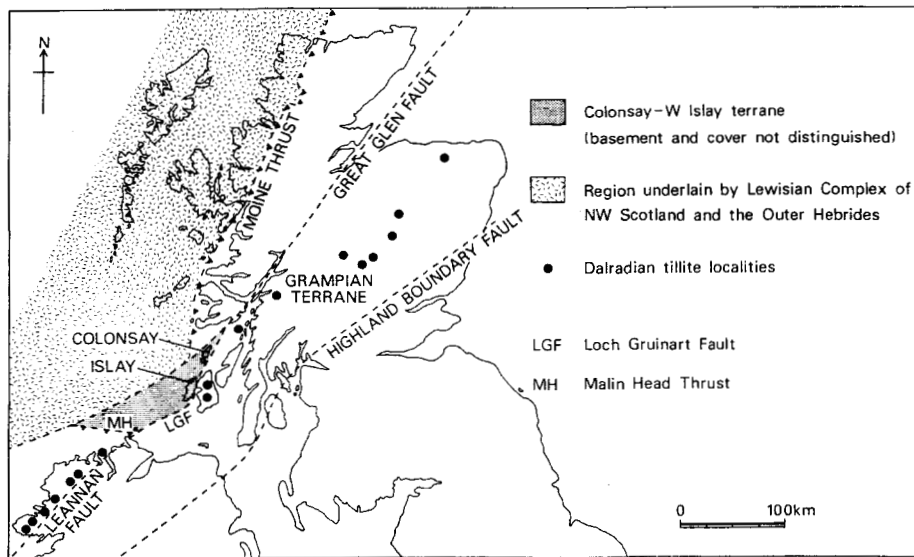 N
MOINE THRUST
GREAT GLEN FAULT
GRAMPIAN
TERRANE
HIGHLAND BOUNDARY FAULT
COLONSAY
ISLAY
MH
LGF
LEANNAN
FAULT
Colonsay-W Islay terrane
(basement and cover not distinguished)
Region underlain by Lewisian Complex of
NW Scotland and the Outer Hebrides
Dalradian tillite localities
LGF Loch Gruinart Fault
MH Malin Head Thrust
0 100km